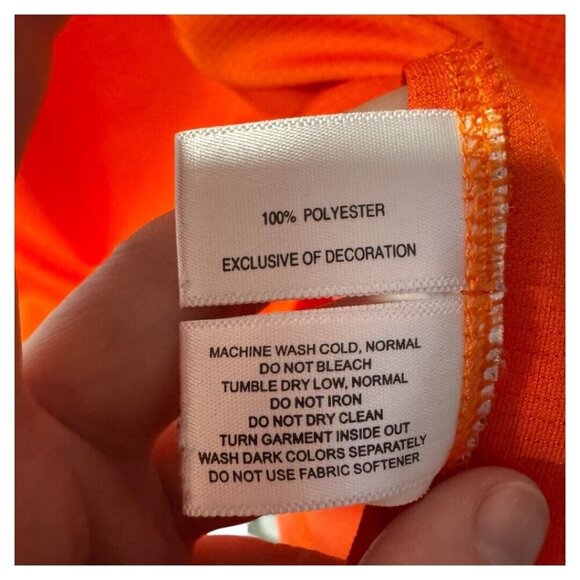 100% POLYESTER
EXCLUSIVE OF DECORATION
MACHINE WASH COLD, NORMAL
DO NOT BLEACH
TUMBLE DRY LOW, NORMAL
DO NOT IRON
DO NOT DRY CLEAN
TURN GARMENT INSIDE OUT
WASH DARK COLORS SEPARATELY
DO NOT USE FABRIC SOFTENER